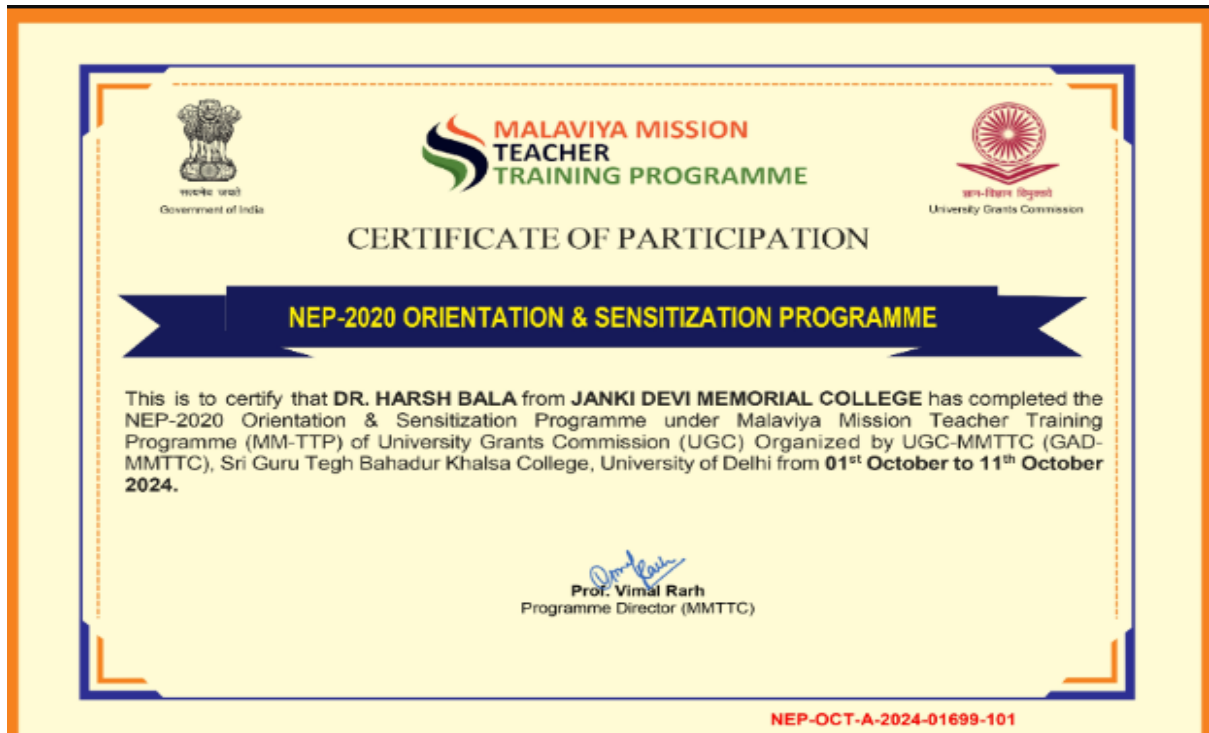 MALAVIYA MISSION
TEACHER
TRAINING PROGRAMME
सत्यमेव जयते
Government of India
ज्ञान-विज्ञान विमुक्तये
University Grants Commission
CERTIFICATE OF PARTICIPATION
NEP-2020 ORIENTATION & SENSITIZATION PROGRAMME
This is to certify that DR. HARSH BALA from JANKI DEVI MEMORIAL COLLEGE has completed the
NEP-2020 Orientation & Sensitization Programme under Malaviya Mission Teacher Training
Programme (MM-TTP) of University Grants Commission (UGC) Organized by UGC-MMTTC (GAD-
MMTTC), Sri Guru Tegh Bahadur Khalsa College, University of Delhi from 01st October to 11th October
2024.
Prof. Vimal Rarh
Programme Director (MMTTC)
NEP-OCT-A-2024-01699-101